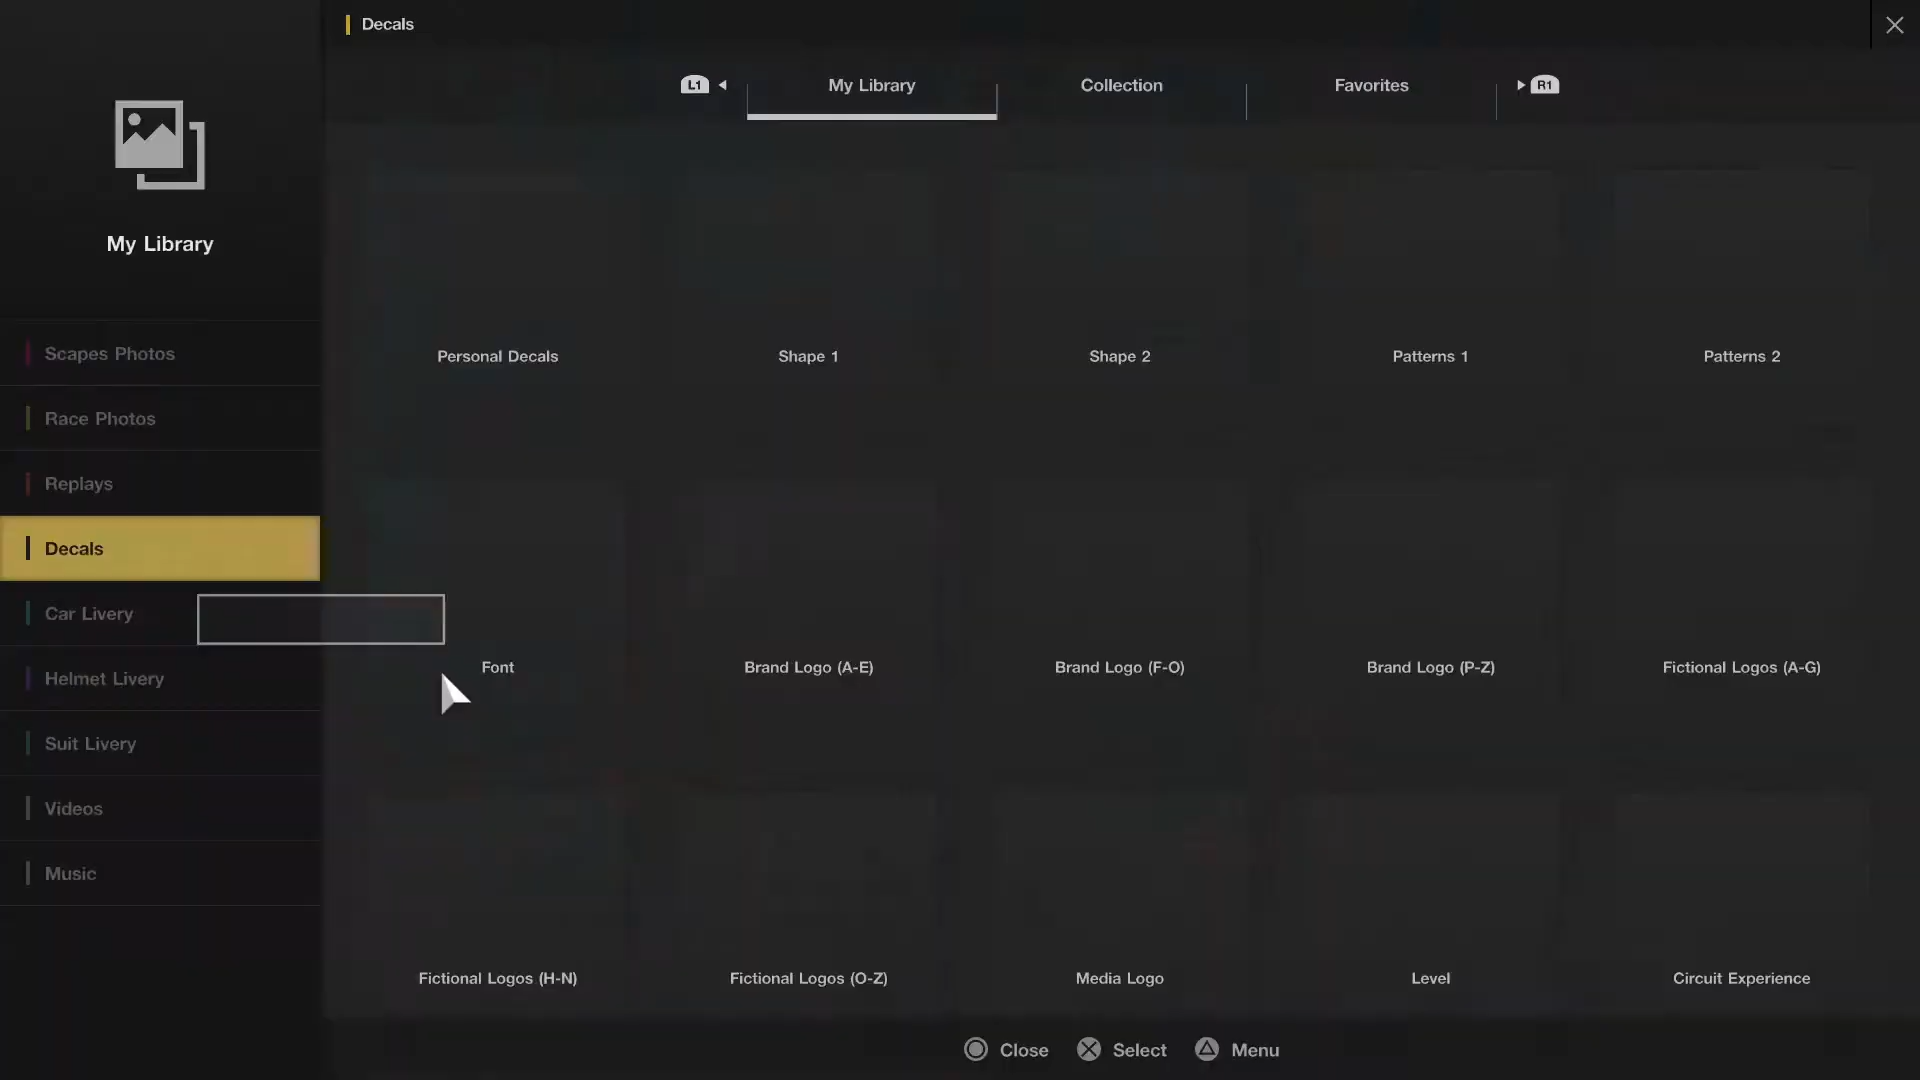 Decals
L1
My Library
Collection
Favorites
R1
My Library
Scapes Photos
Race Photos
Replays
Decals
Car Livery
Helmet Livery
Suit Livery
Videos
Music
Personal Decals
Shape 1
Shape 2
Patterns 1
Patterns 2
Font
Brand Logo (A-E)
Brand Logo (F-O)
Brand Logo (P-Z)
Fictional Logos (A-G)
Fictional Logos (H-N)
Fictional Logos (O-Z)
Media Logo
Level
Circuit Experience
Close
Select
Menu